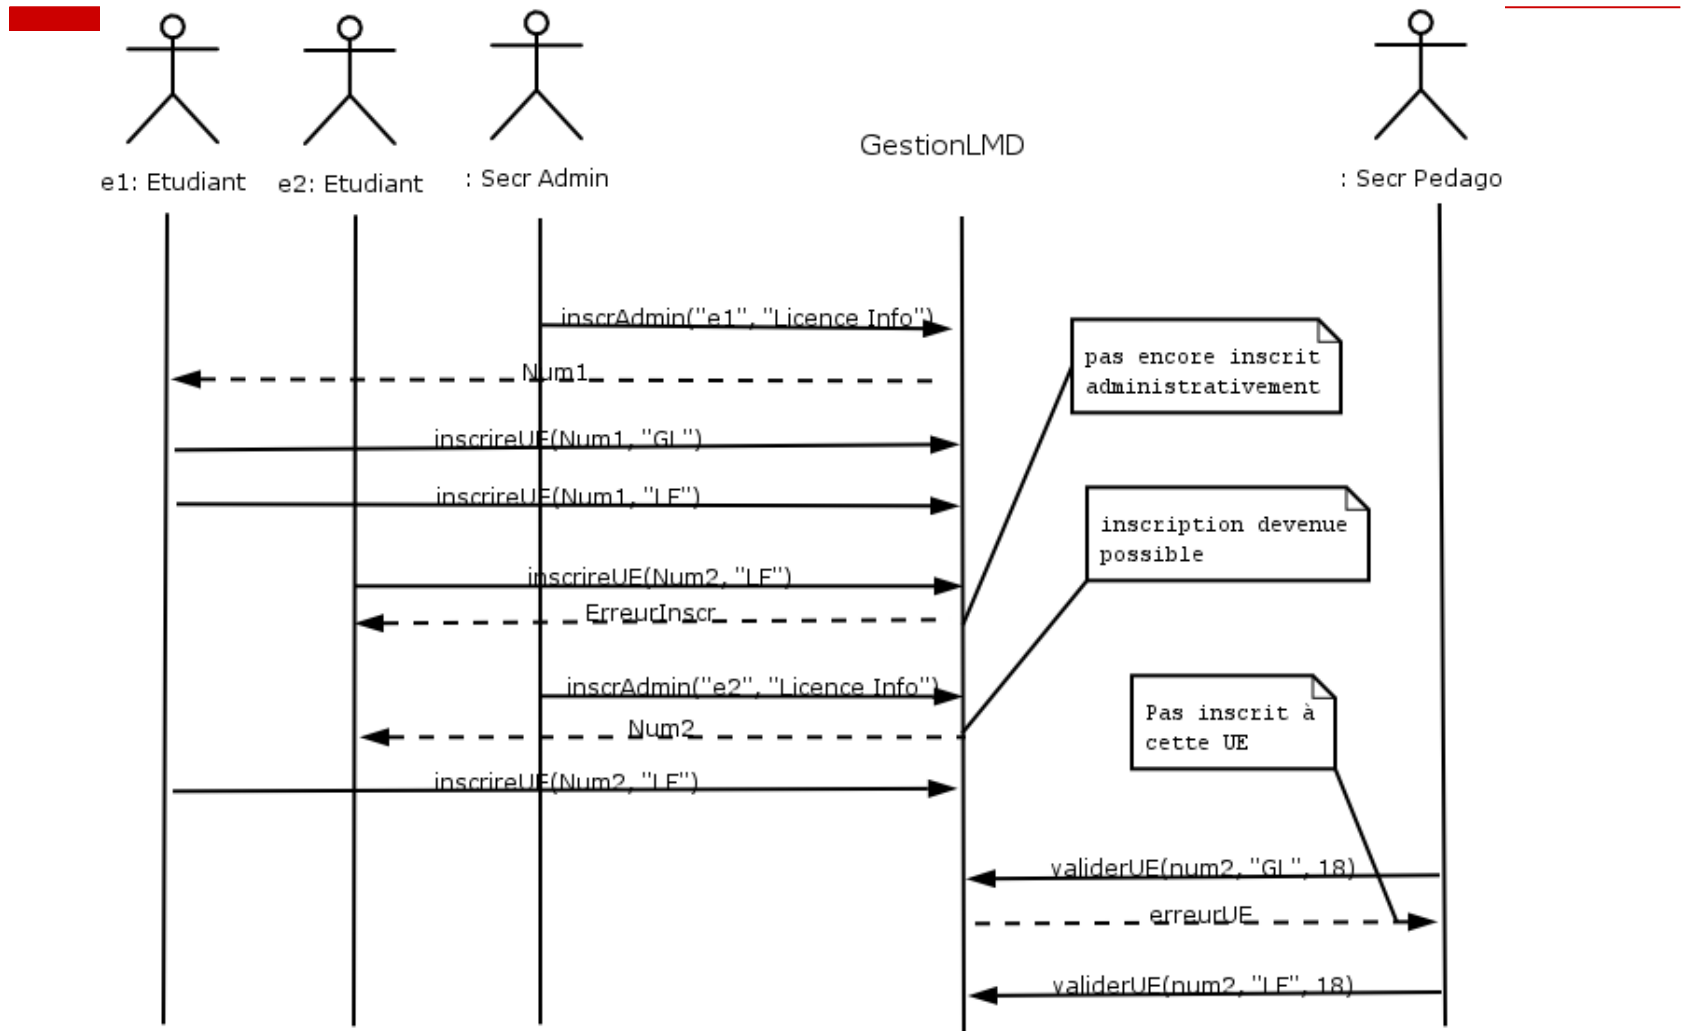 GestionLMD
e1: Etudiant
e2: Etudiant
: Secr Admin
: Secr Pedago
inscrAdmin("e1", "Licence Info")
pas encore inscrit
administrativement
Num1
inscrireUE(Num1, "GL")
inscrireUE(Num1, "LF")
inscription devenue
possible
inscrireUE(Num2, "LF")
ErreurInscr
inscrAdmin("e2", "Licence Info")
Pas inscrit à
cette UE
Num2
inscrireUE(Num2, "LF")
validerUE(num2, "GL", 18)
erreurUE
validerUE(num2, "LF", 18)